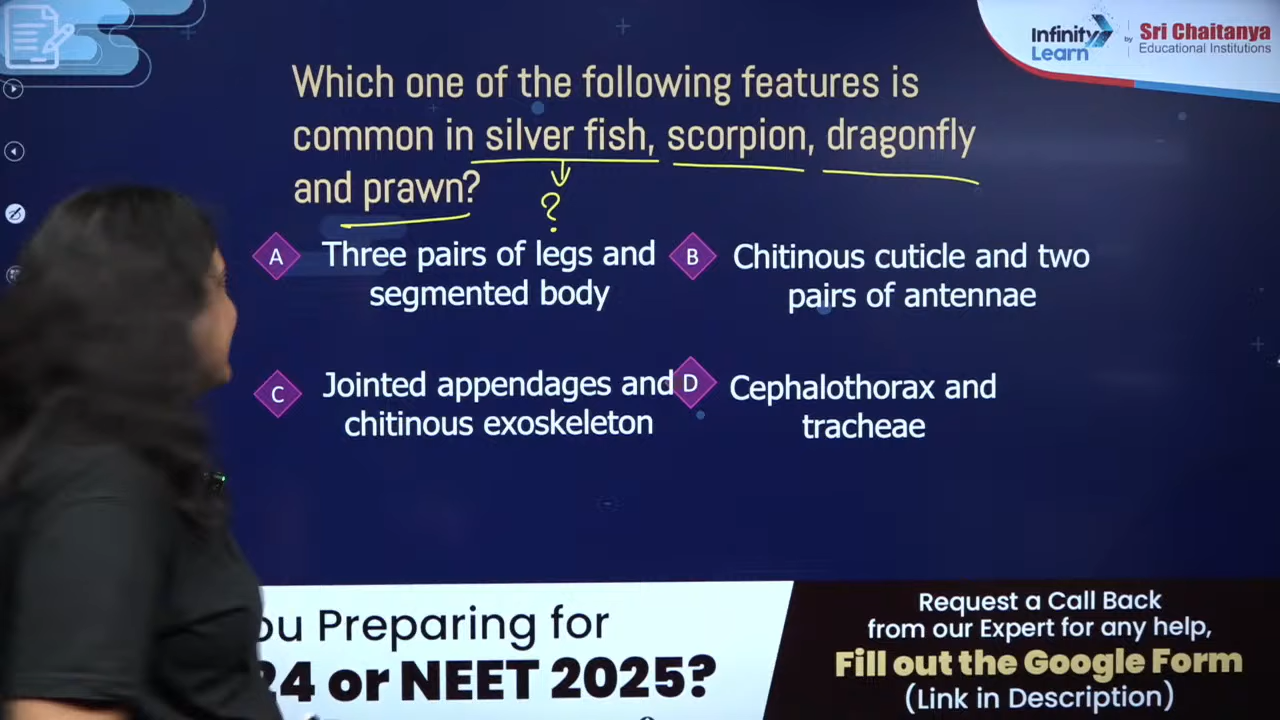 Infinity Learn by Sri Chaitanya
Educational Institutions
Which one of the following features is
common in silver fish, scorpion, dragonfly
and prawn?
?
A Three pairs of legs and
segmented body
B Chitinous cuticle and two
pairs of antennae
C Jointed appendages and
chitinous exoskeleton
D Cephalothorax and
tracheae
ou Preparing for
24 or NEET 2025?
Request a Call Back
from our Expert for any help,
Fill out the Google Form
(Link in Description)